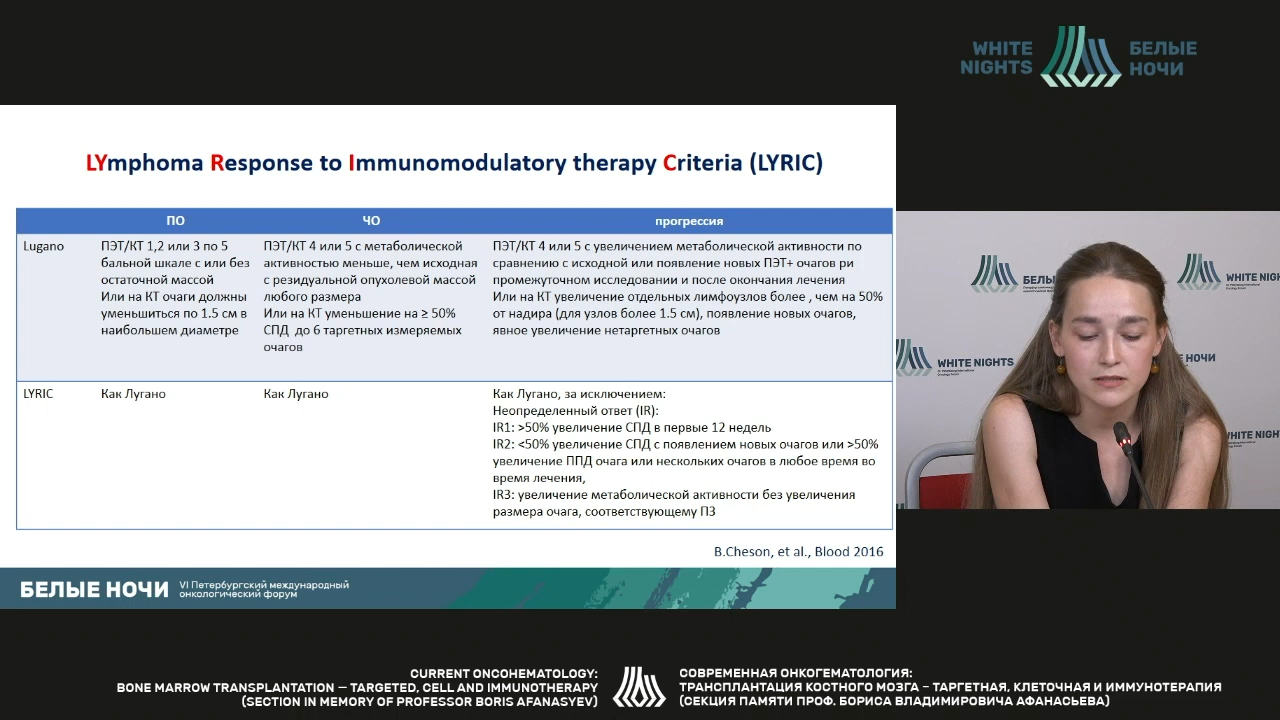 WHITE
NIGHTS
БЕЛЫЕ
НОЧИ
LYmphoma Response to Immunomodulatory therapy Criteria (LYRIC)
ПО
ЧО
прогрессия
Lugano
ПЭТ/КТ 1,2 или 3 по 5
бальной шкале с или без
остаточной массой
Или на КТ очаги должны
уменьшиться по 1.5 см в
наибольшем диаметре
ПЭТ/КТ 4 или 5 с метаболической
активностью меньше, чем исходная
с резидуальной опухолевой массой
любого размера
Или на КТ уменьшение на ≥ 50%
СПД до 6 таргетных измеряемых
очагов
ПЭТ/КТ 4 или 5 с увеличением метаболической активности по
сравнению с исходной или появление новых ПЭТ+ очагов ри
промежуточном исследовании и после окончания лечения
Или на КТ увеличение отдельных лимфоузлов более , чем на 50%
от надира (для узлов более 1.5 см), появление новых очагов,
явное увеличение нетаргетных очагов
LYRIC
Как Лугано
Как Лугано
Как Лугано, за исключением:
Неопределенный ответ (IR):
IR1: >50% увеличение СПД в первые 12 недель
IR2: <50% увеличение СПД с появлением новых очагов или >50%
увеличение ППД очага или нескольких очагов в любое время во
время лечения,
IR3: увеличение метаболической активности без увеличения
размера очага, соответствующему ПЗ
B.Cheson, et al., Blood 2016
БЕЛЫЕ НОЧИ
VI Петербургский международный
онкологический форум
БЕЛЫ
WHITE NIGHTS
WHITE NIGHTS
НОЧИ
WHITE NIGHTS
CURRENT ONCOHEMATOLOGY:
BONE MARROW TRANSPLANTATION — TARGETED, CELL AND IMMUNOTHERAPY
(SECTION IN MEMORY OF PROFESSOR BORIS AFANASYEV)
СОВРЕМЕННАЯ ОНКОГЕМАТОЛОГИЯ:
ТРАНСПЛАНТАЦИЯ КОСТНОГО МОЗГА – ТАРГЕТНАЯ, КЛЕТОЧНАЯ И ИММУНОТЕРАПИЯ
(СЕКЦИЯ ПАМЯТИ ПРОФ. БОРИСА ВЛАДИМИРОВИЧА АФАНАСЬЕВА)